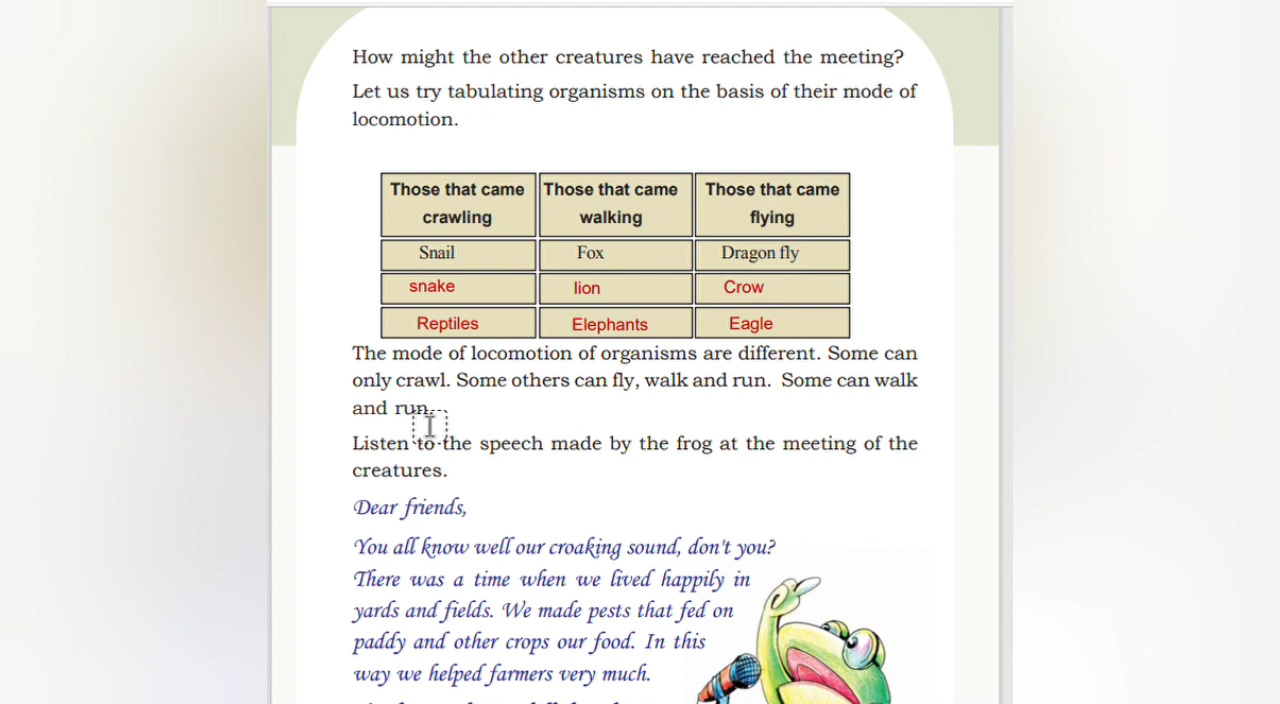 How might the other creatures have reached the meeting?
Let us try tabulating organisms on the basis of their mode of
locomotion.
Those that came crawling
Those that came walking
Those that came flying
Snail
Fox
Dragon fly
snake
lion
Crow
Reptiles
Elephants
Eagle
The mode of locomotion of organisms are different. Some can
only crawl. Some others can fly, walk and run. Some can walk
and run.
Listen to the speech made by the frog at the meeting of the
creatures.
Dear friends,
You all know well our croaking sound, don't you?
There was a time when we lived happily in
yards and fields. We made pests that fed on
paddy and other crops our food. In this
way we helped farmers very much.